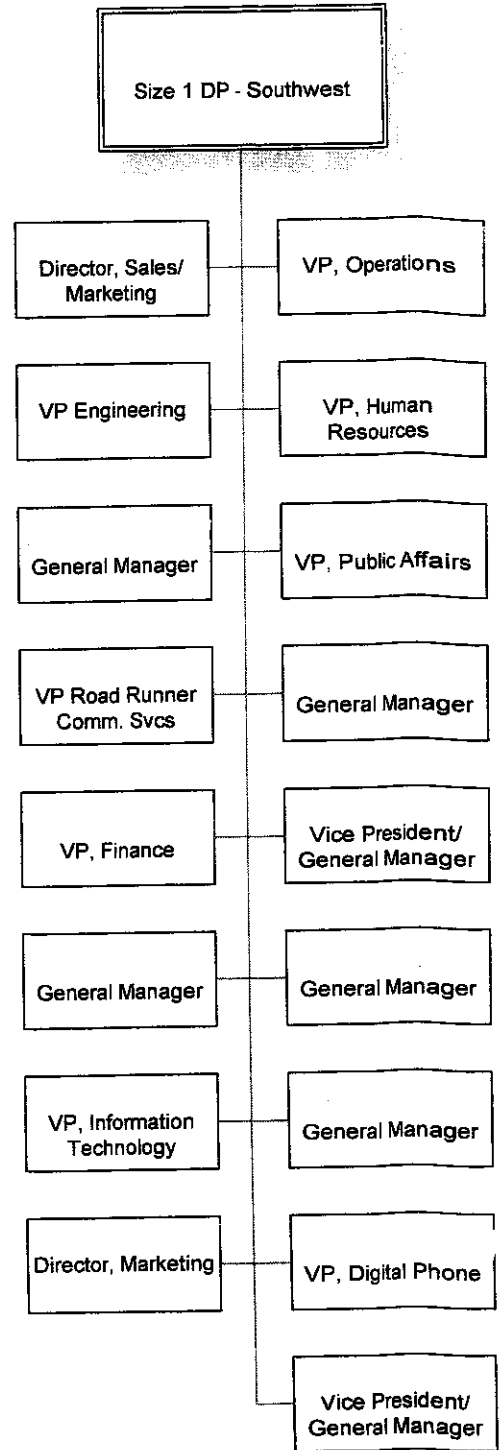 Size 1 DP - Southwest
Director, Sales/
Marketing
VP, Operations
VP Engineering
VP, Human
Resources
General Manager
VP, Public Affairs
VP Road Runner
Comm. Svcs
General Manager
VP, Finance
Vice President/
General Manager
General Manager
General Manager
VP, Information
Technology
General Manager
Director, Marketing
VP, Digital Phone
Vice President/
General Manager